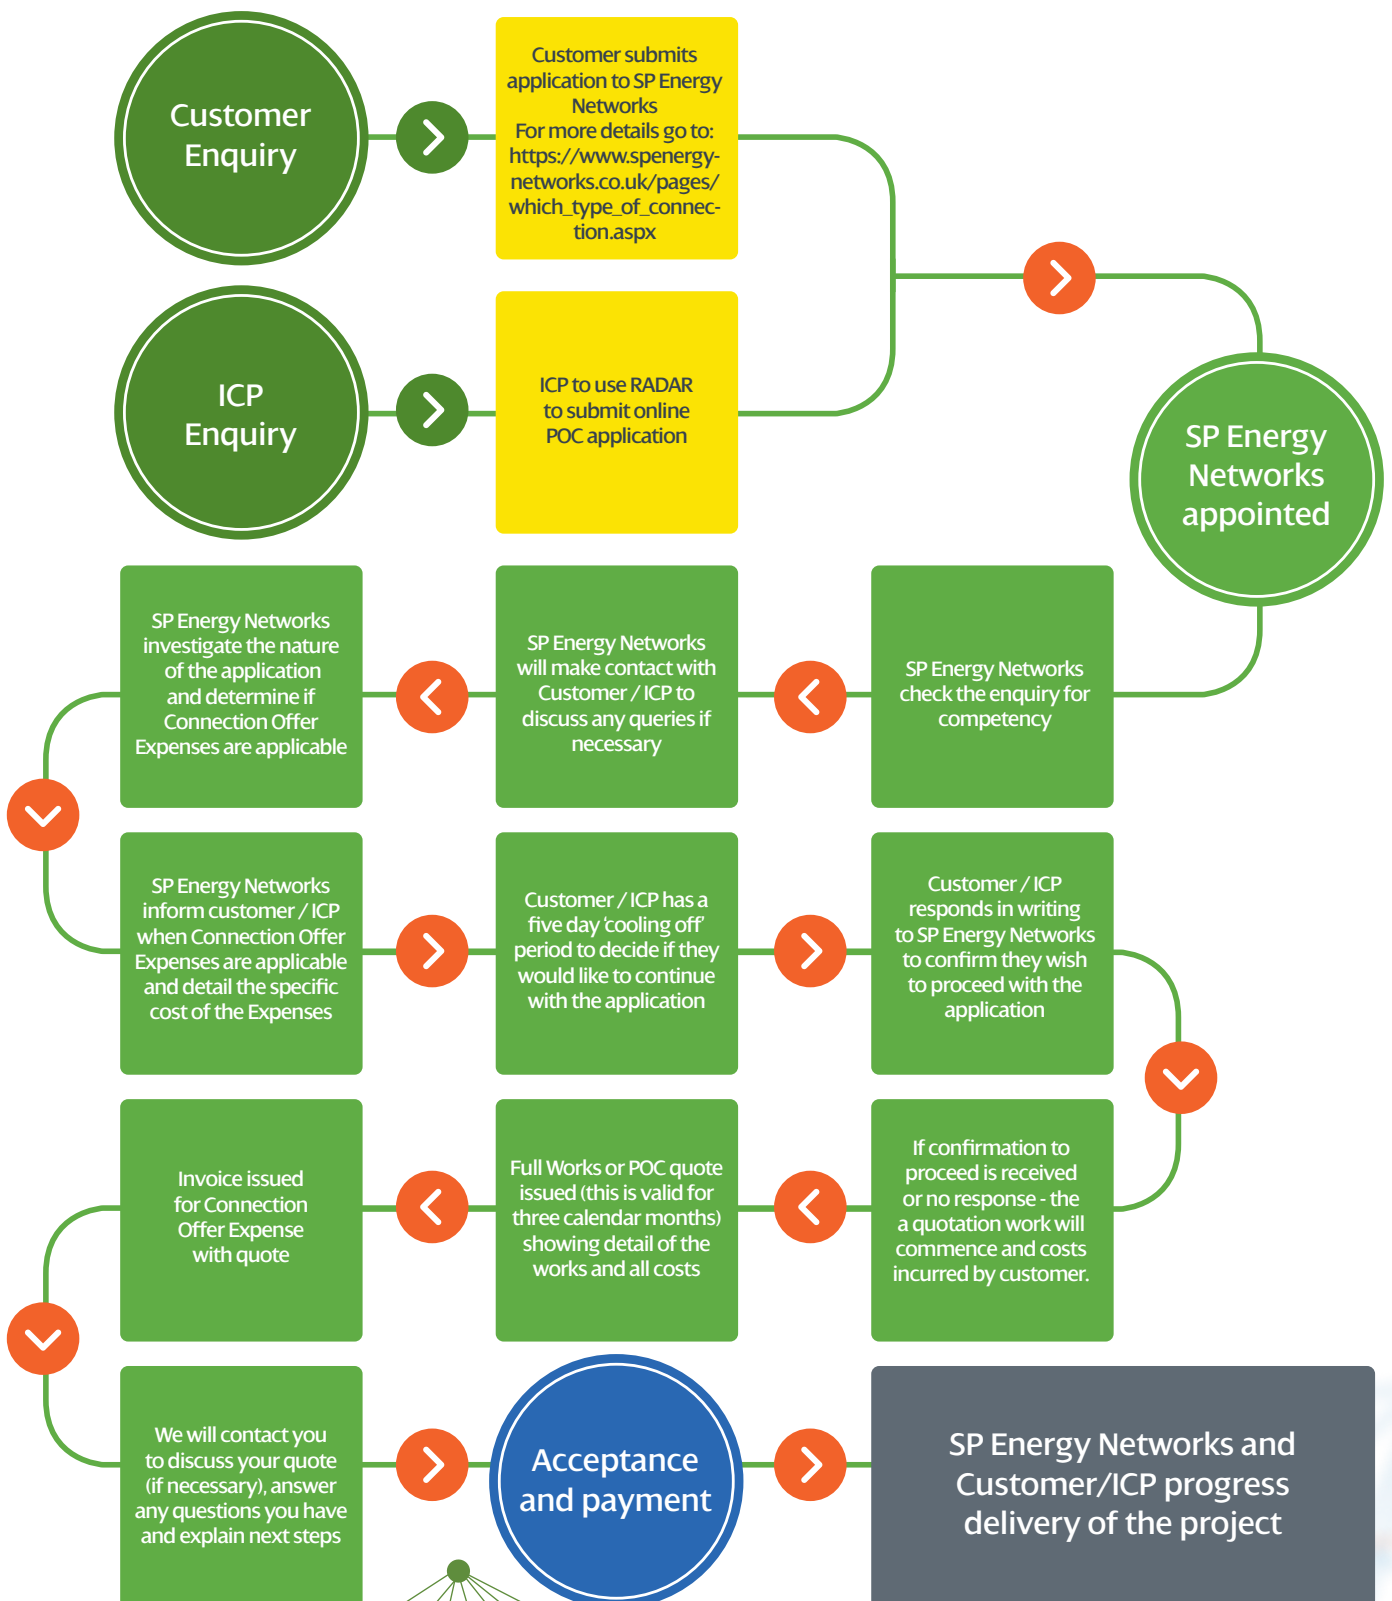 Customer
Enquiry
Customer submits
application to SP Energy
Networks
For more details go to:
https://www.spenergy-
networks.co.uk/pages/
which_type_of_connec-
tion.aspx
ICP
Enquiry
ICP to use RADAR
to submit online
POC application
SP Energy
Networks
appointed
SP Energy Networks
check the enquiry for
competency
SP Energy Networks
will make contact with
Customer / ICP to
discuss any queries if
necessary
SP Energy Networks
investigate the nature
of the application
and determine if
Connection Offer
Expenses are applicable
SP Energy Networks
inform customer / ICP
when Connection Offer
Expenses are applicable
and detail the specific
cost of the Expenses
Customer / ICP has a
five day ‘cooling off’
period to decide if they
would like to continue
with the application
Customer / ICP
responds in writing
to SP Energy Networks
to confirm they wish
to proceed with the
application
If confirmation to
proceed is received
or no response - the
a quotation work will
commence and costs
incurred by customer.
Full Works or POC quote
issued (this is valid for
three calendar months)
showing detail of the
works and all costs
Invoice issued
for Connection
Offer Expense
with quote
We will contact you
to discuss your quote
(if necessary), answer
any questions you have
and explain next steps
Acceptance
and payment
SP Energy Networks and
Customer/ICP progress
delivery of the project